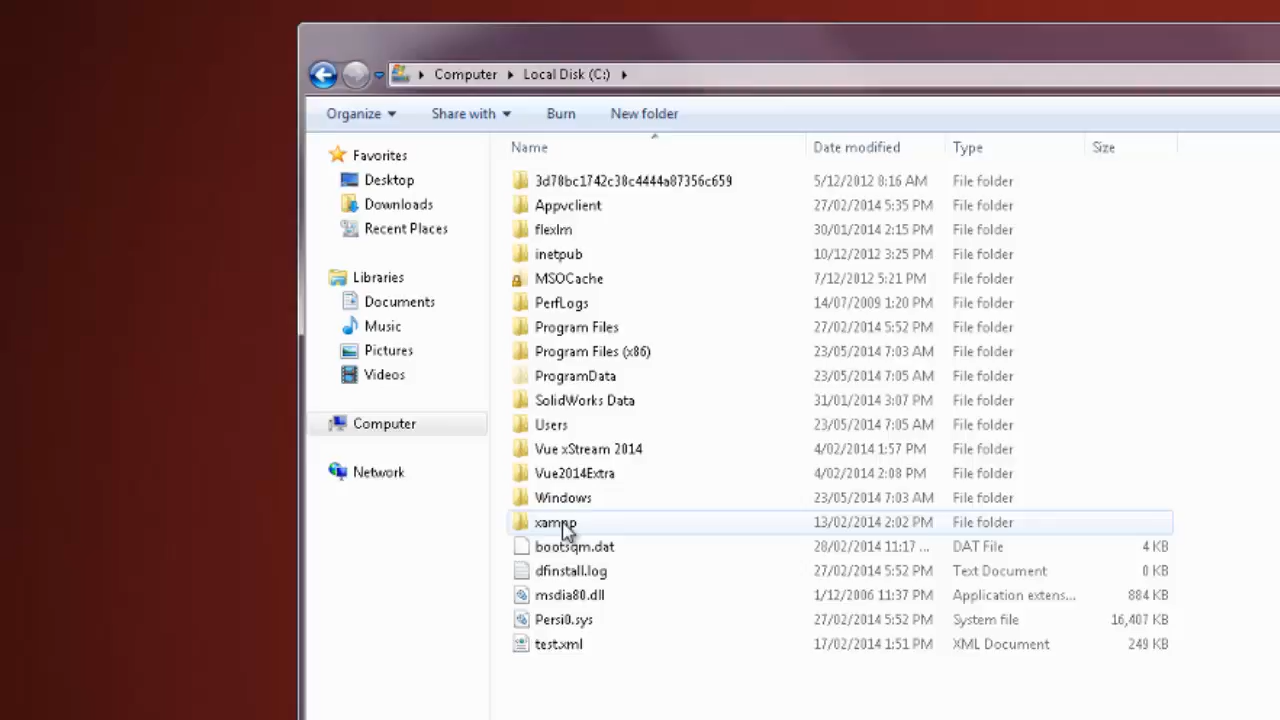 Computer Local Disk (C:)
Organize Share with Burn New folder
Name Date modified Type Size
Favorites
Desktop
Downloads
Recent Places
Libraries
Documents
Music
Pictures
Videos
Computer
Network
3d78bc1742c38c4444a87356c659 5/12/2012 8:16 AM File folder
Appvclient 27/02/2014 5:35 PM File folder
flexlm 30/01/2014 2:15 PM File folder
inetpub 10/12/2012 3:25 PM File folder
MSOCache 7/12/2012 5:21 PM File folder
PerfLogs 14/07/2009 1:20 PM File folder
Program Files 27/02/2014 5:52 PM File folder
Program Files (x86) 23/05/2014 7:03 AM File folder
ProgramData 23/05/2014 7:05 AM File folder
SolidWorks Data 31/01/2014 3:07 PM File folder
Users 23/05/2014 7:05 AM File folder
Vue xStream 2014 4/02/2014 1:57 PM File folder
Vue2014Extra 4/02/2014 2:08 PM File folder
Windows 23/05/2014 7:03 AM File folder
xampp 13/02/2014 2:02 PM File folder
bootsqm.dat 28/02/2014 11:17 ... DAT File 4 KB
dfinstall.log 27/02/2014 5:52 PM Text Document 0 KB
msdia80.dll 1/12/2006 11:37 PM Application extens... 884 KB
Persi0.sys 27/02/2014 5:52 PM System file 16,407 KB
test.xml 17/02/2014 1:51 PM XML Document 249 KB